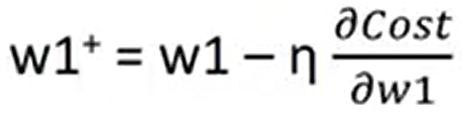 w1⁺ = w1 – η ∂Cost/∂w1